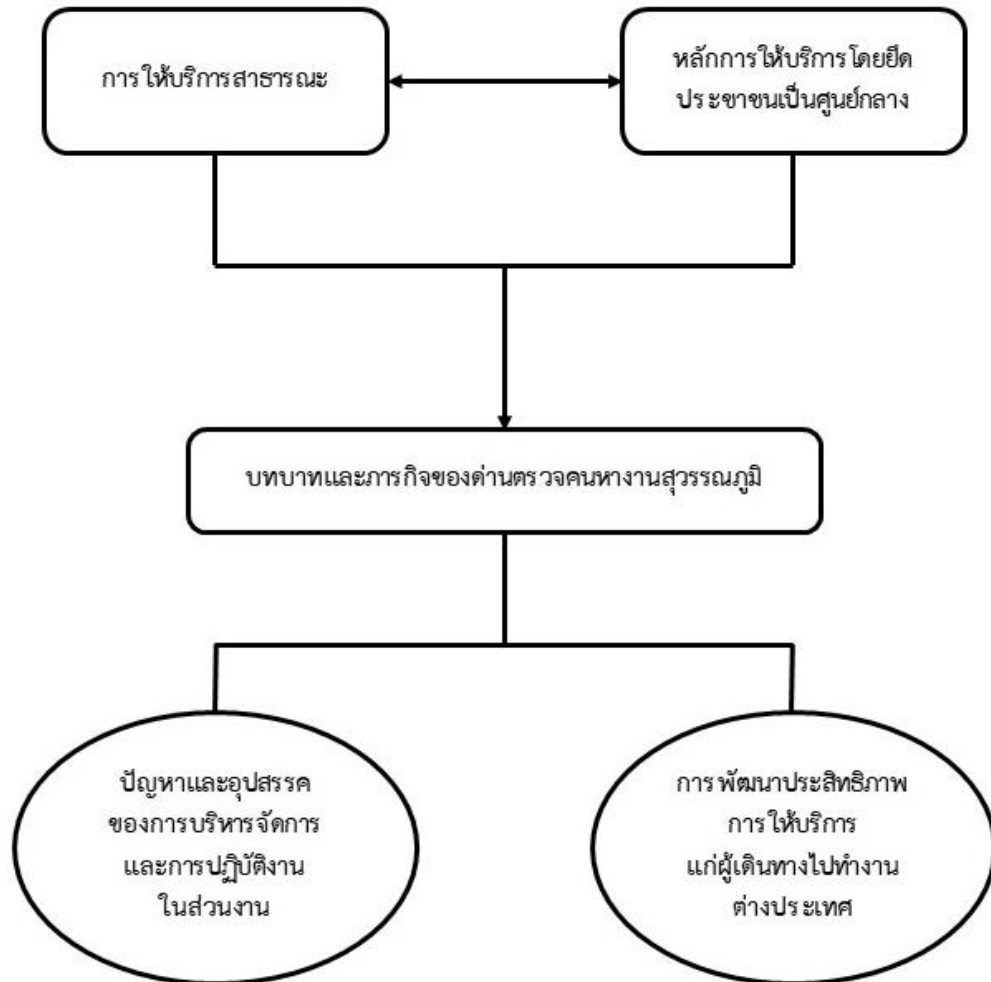 การให้บริการสาธารณะ
หลักการให้บริการโดยยึด
ประชาชนเป็นศูนย์กลาง
บทบาทและภารกิจของด่านตรวจคนหางานสุวรรณภูมิ
ปัญหาและอุปสรรค
ของการบริหารจัดการ
และการปฏิบัติงาน
ในส่วนงาน
การพัฒนาประสิทธิภาพ
การให้บริการ
แก่ผู้เดินทางไปทำงาน
ต่างประเทศ